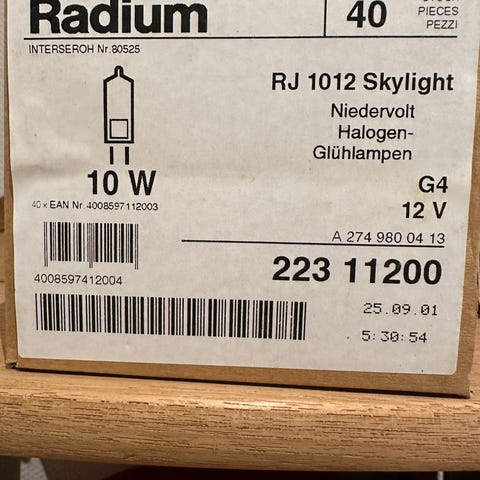 Radium
40
PIECES
PEZZI
INTERSEROH Nr. 80525
RJ 1012 Skylight
Niedervolt
Halogen-
Glühlampen
10 W
G4
12 V
40 x EAN Nr. 4008597112003
A 274 980 04 13
223 11200
4008597412004
25.09.01
5:30:54